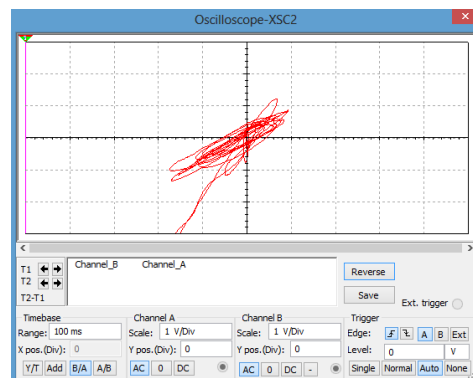 Oscilloscope-XSC2
Channel_B Channel_A
T1
T2
T2-T1
Reverse
Save
Ext. trigger
Timebase Channel A Channel B Trigger
Range: 100 ms Scale: 1 V/Div Scale: 1 V/Div Edge: A B Ext
X pos.(Div): 0 Y pos.(Div): 0 Y pos.(Div): 0 Level: 0 V
Y/T Add B/A A/B AC 0 DC AC 0 DC - Single Normal Auto None